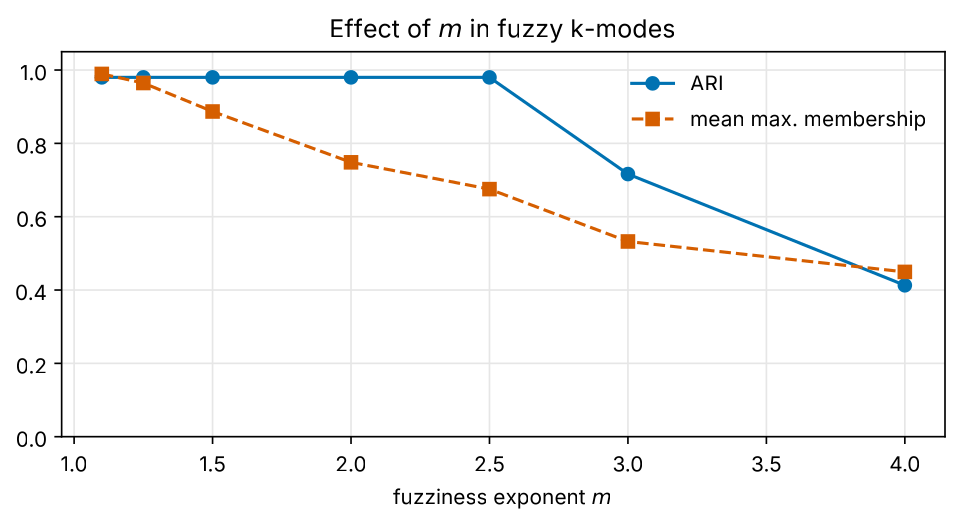 Effect of m in fuzzy k-modes
1.0
0.8
0.6
0.4
0.2
0.0
ARI
mean max. membership
1.0 1.5 2.0 2.5 3.0 3.5 4.0
fuzziness exponent m